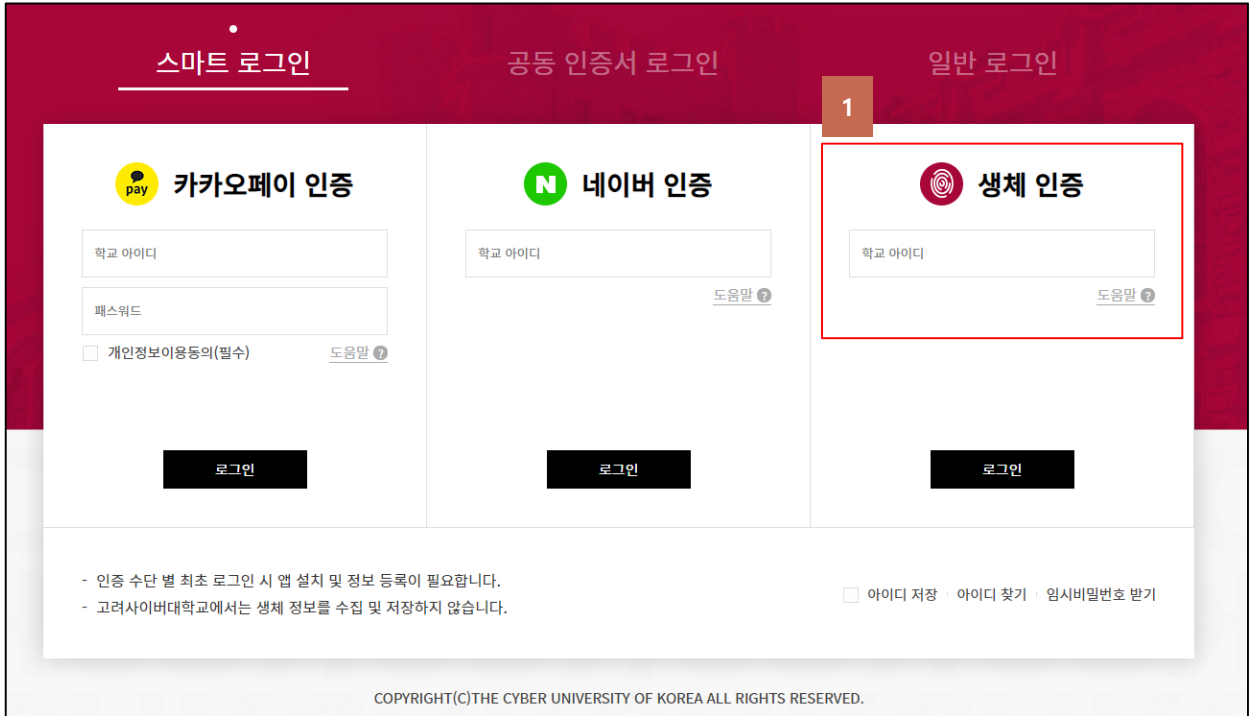 스마트 로그인
공동 인증서 로그인
일반 로그인
1
pay 카카오페이 인증
학교 아이디
패스워드
개인정보이용동의(필수) 도움말 ?
로그인
N 네이버 인증
학교 아이디
도움말 ?
로그인
생체 인증
학교 아이디
도움말 ?
로그인
- 인증 수단 별 최초 로그인 시 앱 설치 및 정보 등록이 필요합니다.
- 고려사이버대학교에서는 생체 정보를 수집 및 저장하지 않습니다.
아이디 저장 아이디 찾기 임시비밀번호 받기
COPYRIGHT(C)THE CYBER UNIVERSITY OF KOREA ALL RIGHTS RESERVED.